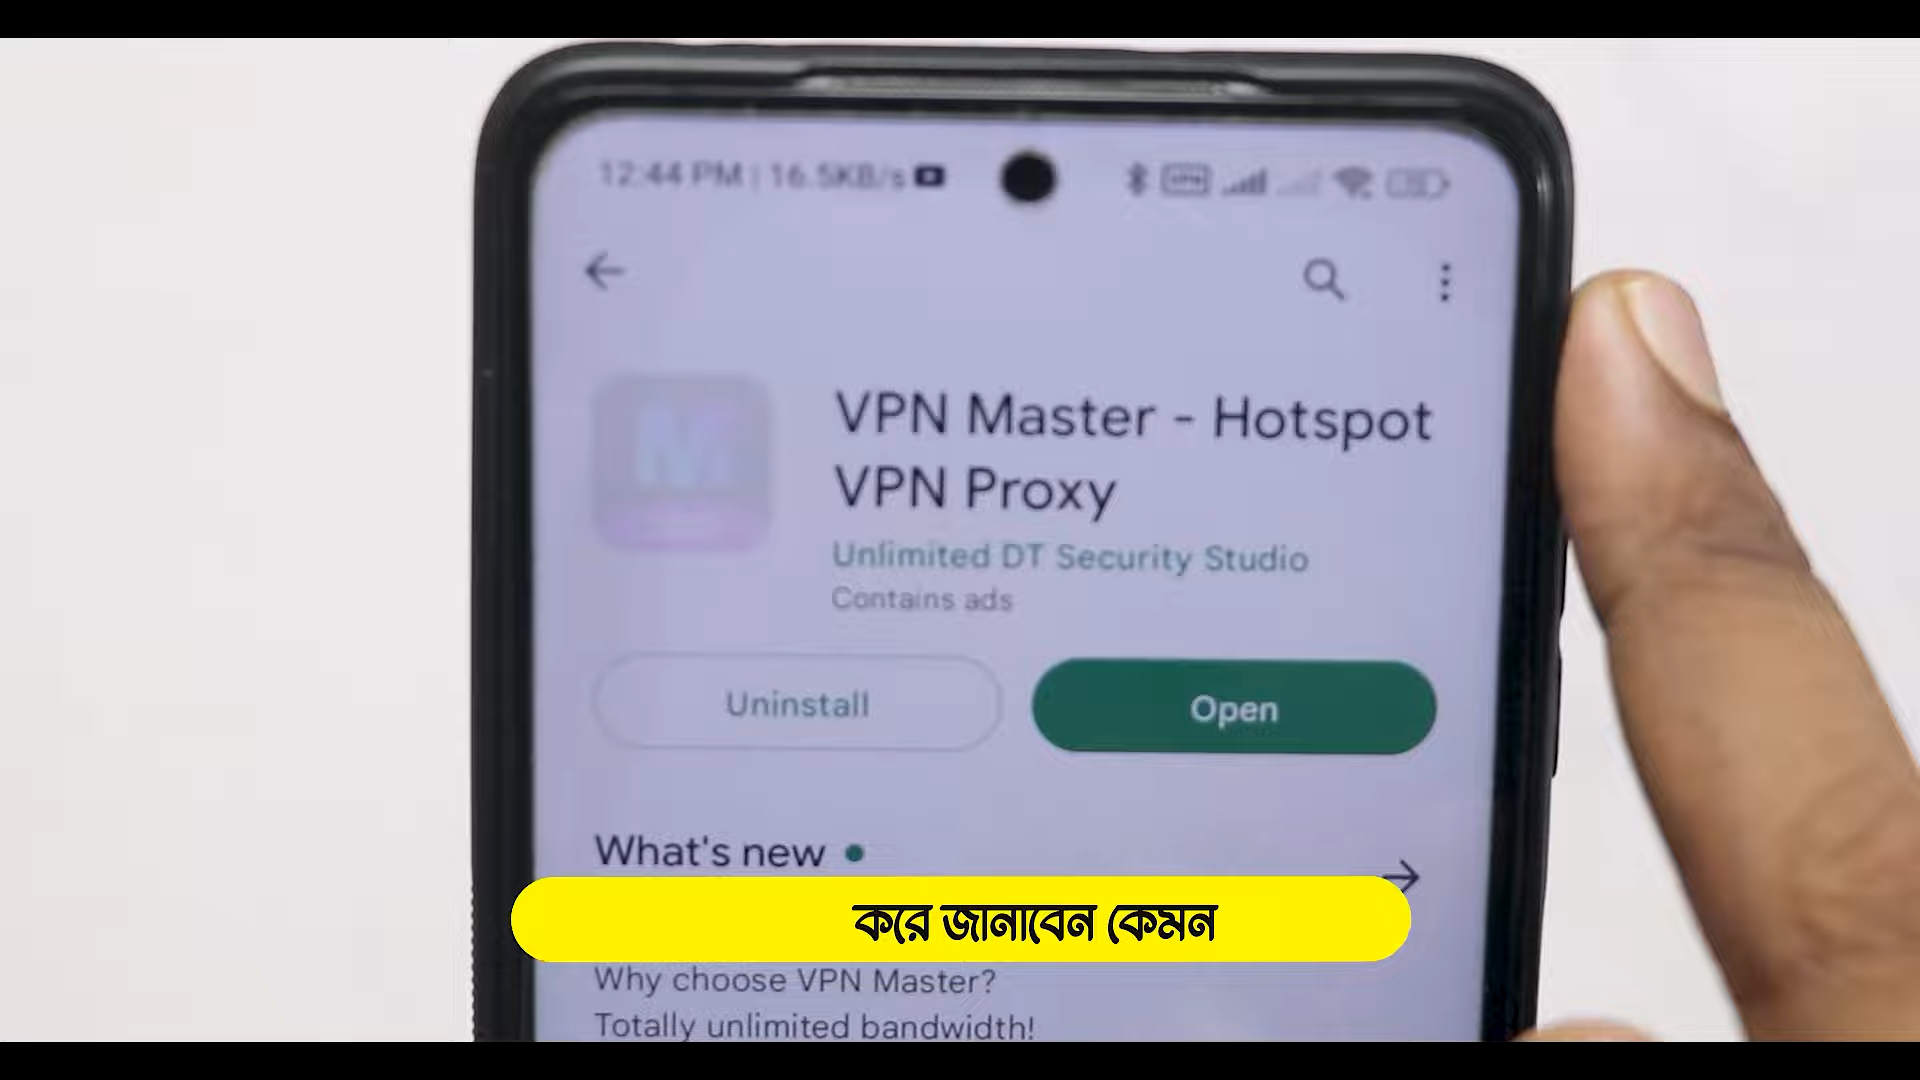 12:44 PM | 16.5KB/s
VPN Master - Hotspot
VPN Proxy
Unlimited DT Security Studio
Contains ads
Uninstall
Open
What's new
করে জানাবেন কেমন
Why choose VPN Master?
Totally unlimited bandwidth!